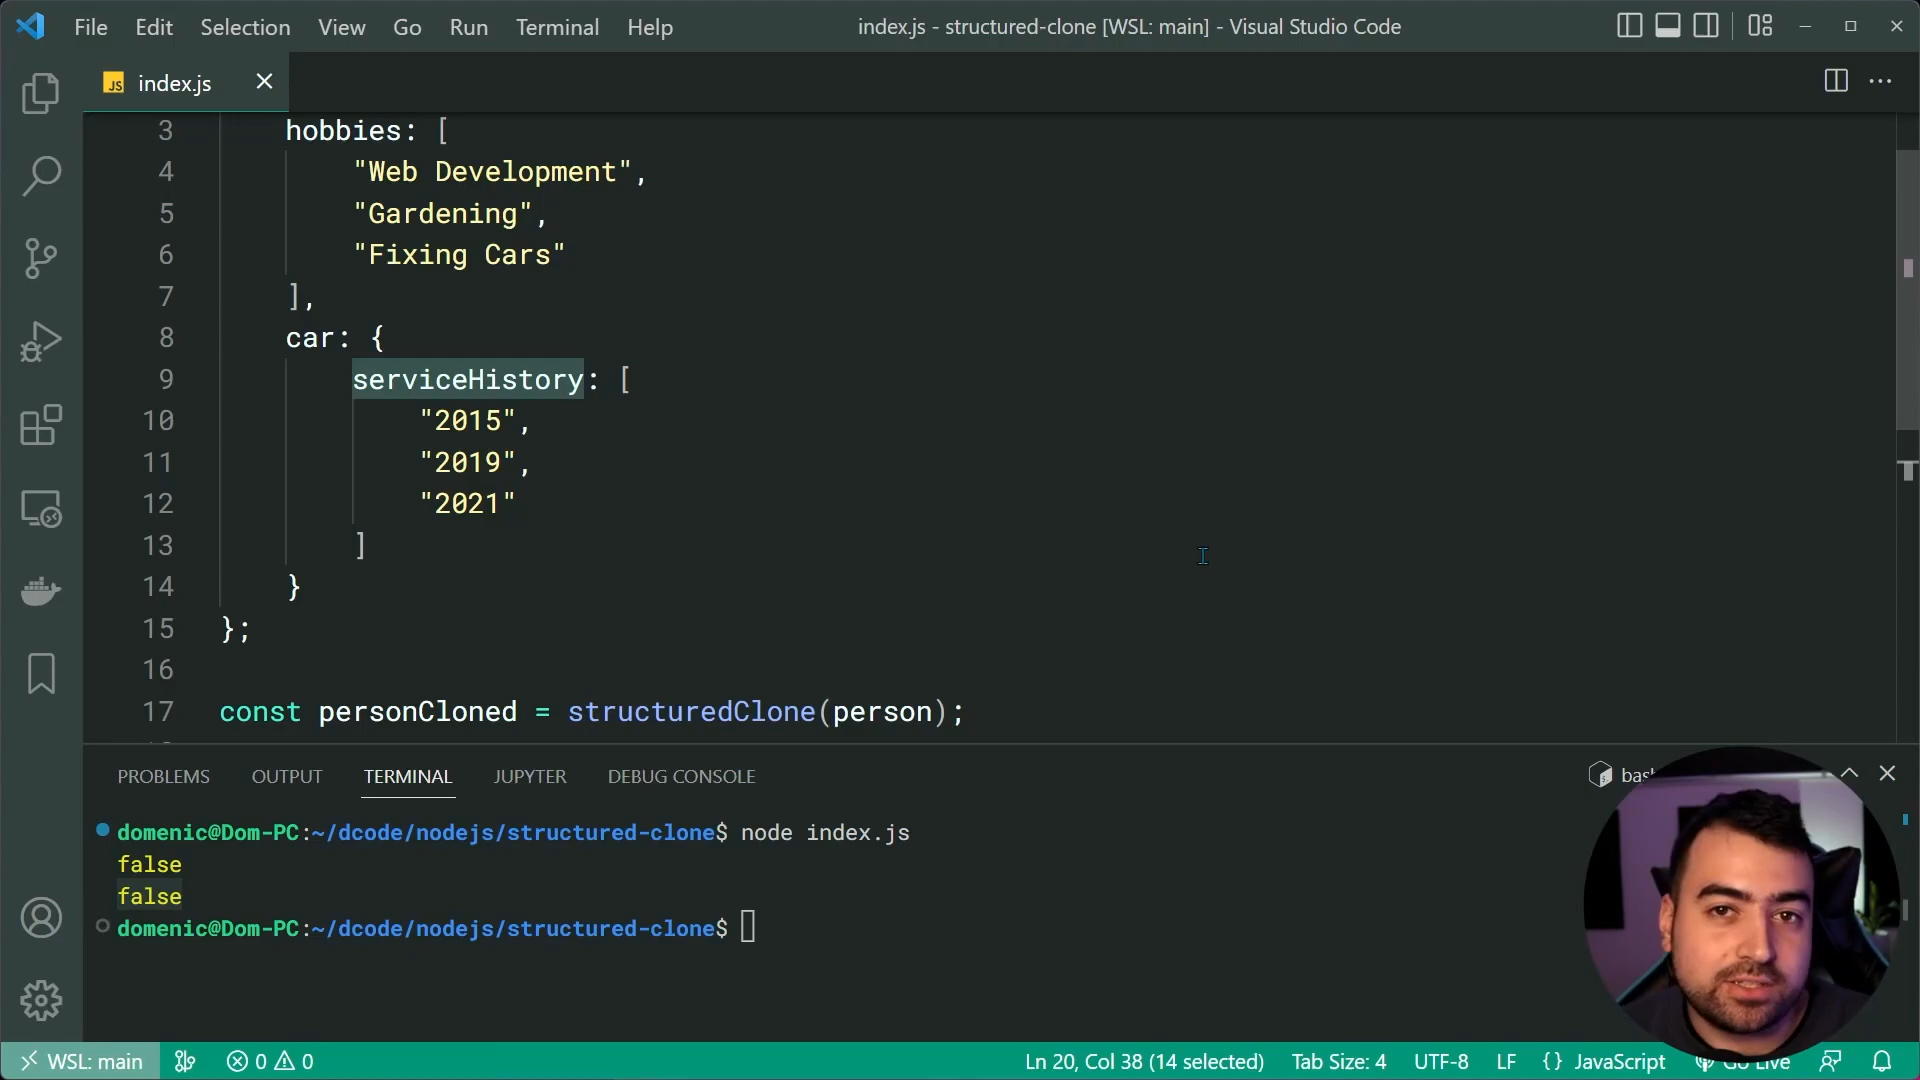 File Edit Selection View Go Run Terminal Help index.js - structured-clone [WSL: main] - Visual Studio Code
JS index.js
3 hobbies: [
4 "Web Development",
5 "Gardening",
6 "Fixing Cars"
7 ],
8 car: {
9 serviceHistory: [
10 "2015",
11 "2019",
12 "2021"
13 ]
14 }
15 };
16
17 const personCloned = structuredClone(person);
PROBLEMS OUTPUT TERMINAL JUPYTER DEBUG CONSOLE
domenic@Dom-PC:~/dcode/nodejs/structured-clone$ node index.js
false
false
domenic@Dom-PC:~/dcode/nodejs/structured-clone$
WSL: main 0 0 Ln 20, Col 38 (14 selected) Tab Size: 4 UTF-8 LF {} JavaScript Go Live